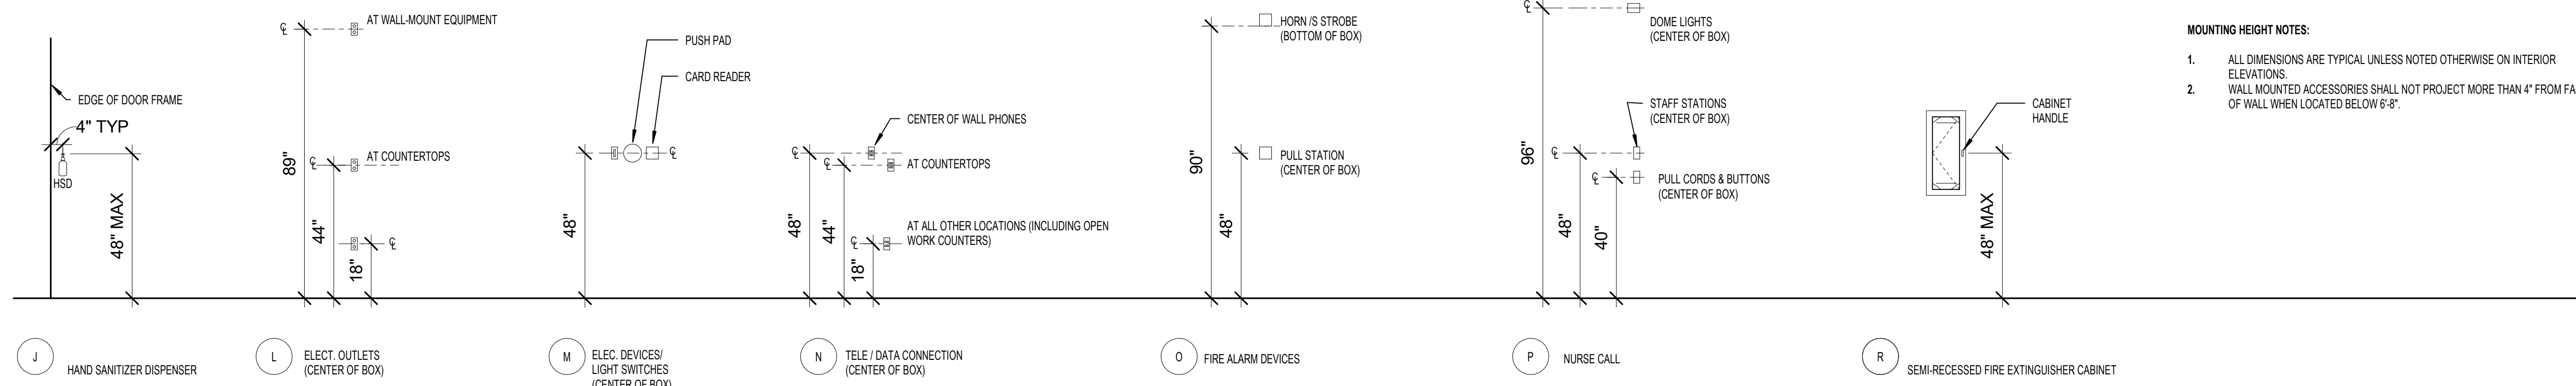 EDGE OF DOOR FRAME
4" TYP
HSD
48" MAX
J
HAND SANITIZER DISPENSER
℄
AT WALL-MOUNT EQUIPMENT
89"
℄
AT COUNTERTOPS
44"
18"
℄
L
ELECT. OUTLETS
(CENTER OF BOX)
PUSH PAD
CARD READER
℄
48"
M
ELEC. DEVICES/
LIGHT SWITCHES
(CENTER OF BOX)
CENTER OF WALL PHONES
℄
℄
AT COUNTERTOPS
48"
44"
AT ALL OTHER LOCATIONS (INCLUDING OPEN
WORK COUNTERS)
℄
18"
N
TELE / DATA CONNECTION
(CENTER OF BOX)
HORN /S STROBE
(BOTTOM OF BOX)
90"
PULL STATION
(CENTER OF BOX)
48"
O
FIRE ALARM DEVICES
℄
DOME LIGHTS
(CENTER OF BOX)
96"
STAFF STATIONS
(CENTER OF BOX)
℄
℄
PULL CORDS & BUTTONS
(CENTER OF BOX)
48"
40"
P
NURSE CALL
CABINET
HANDLE
48" MAX
R
SEMI-RECESSED FIRE EXTINGUISHER CABINET
MOUNTING HEIGHT NOTES:
1. ALL DIMENSIONS ARE TYPICAL UNLESS NOTED OTHERWISE ON INTERIOR
ELEVATIONS.
2. WALL MOUNTED ACCESSORIES SHALL NOT PROJECT MORE THAN 4" FROM FA
OF WALL WHEN LOCATED BELOW 6'-8".